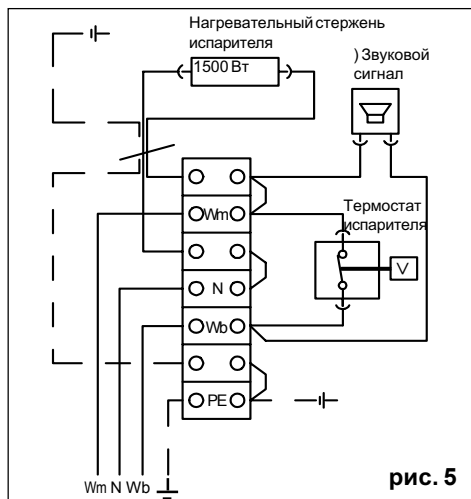 Нагревательный стержень
испарителя
1500 Вт
) Звуковой
сигнал
Wm
Термостат
испарителя
N
V
Wb
PE
Wm N Wb
рис. 5